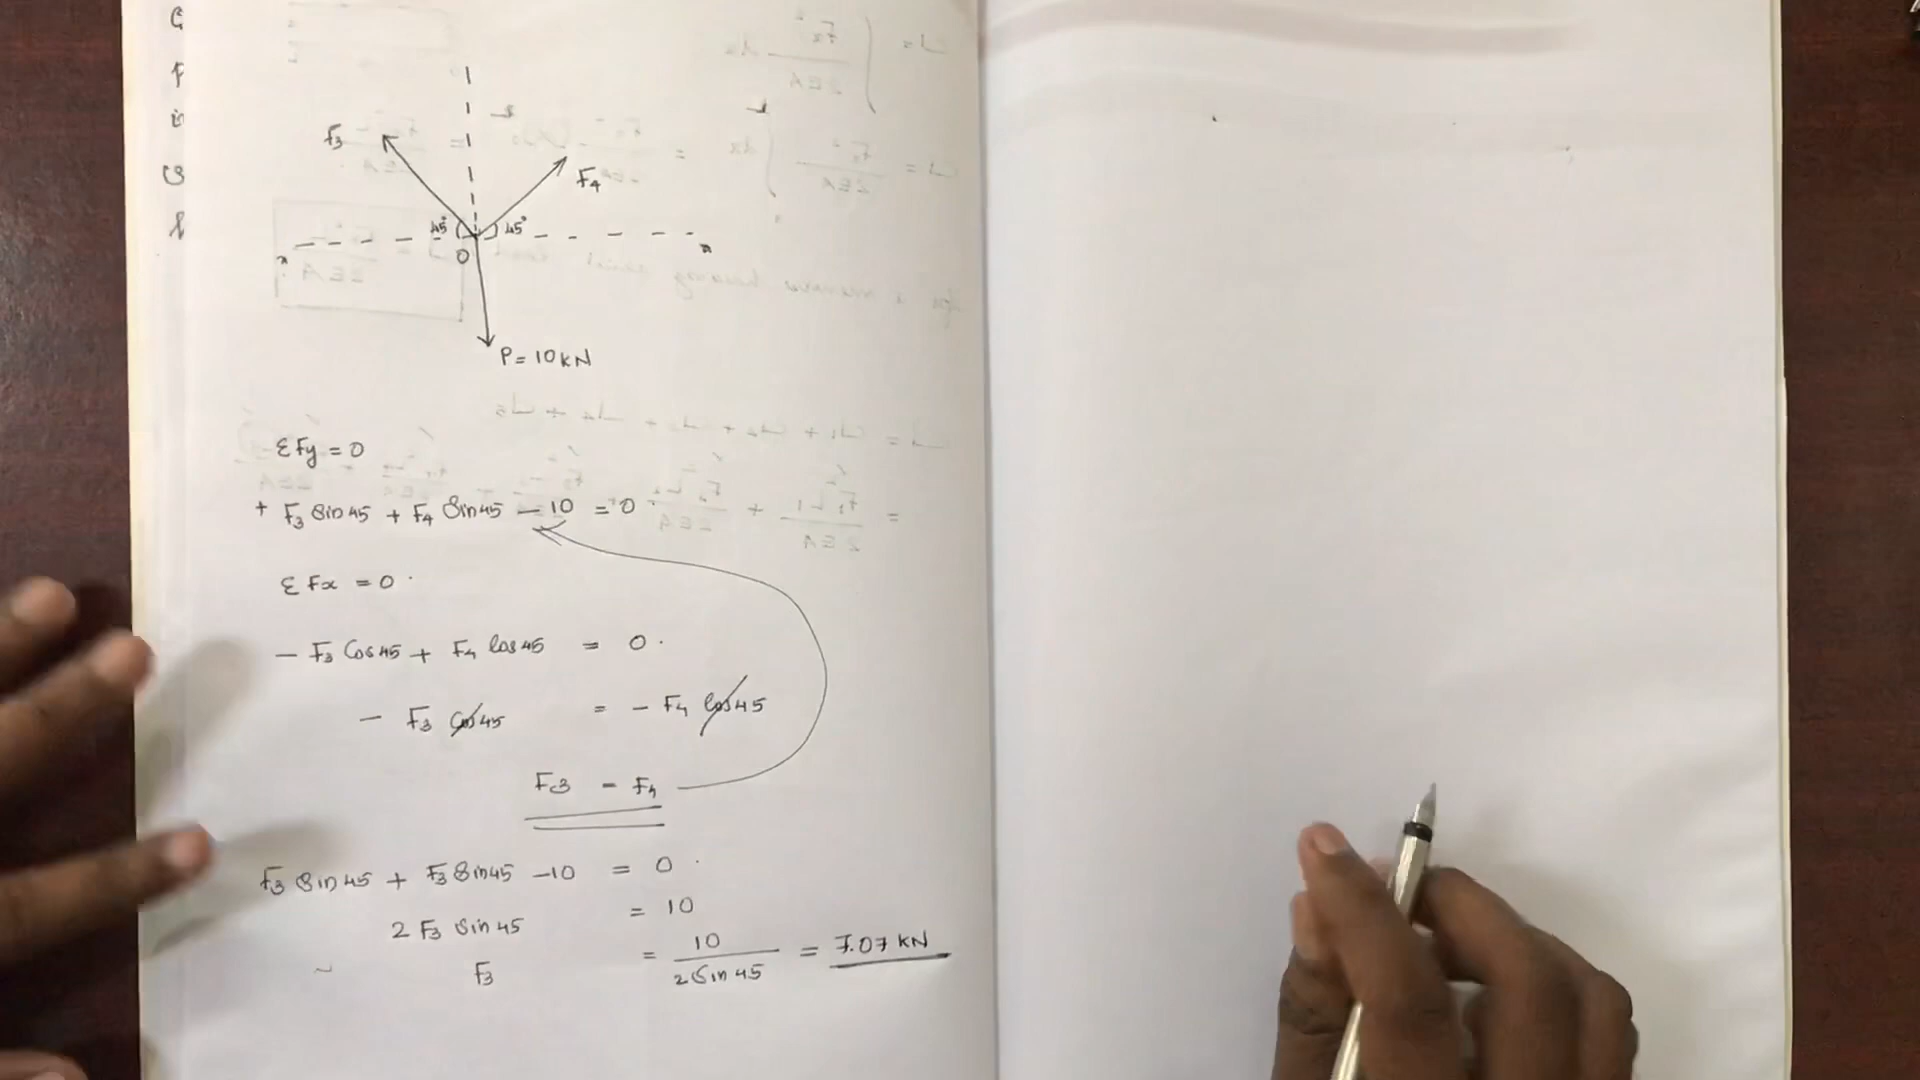 F3
F4
45° 45°
O
P = 10 kN
ΣFy = 0
+ F3 Sin 45 + F4 Sin 45 - 10 = 0
ΣFx = 0
- F3 Cos 45 + F4 Cos 45 = 0
- F3 Cos 45 = - F4 Cos 45
F3 = F4
F3 Sin 45 + F3 Sin 45 - 10 = 0
2 F3 Sin 45 = 10
F3 = 10 / 2 Sin 45 = 7.07 kN